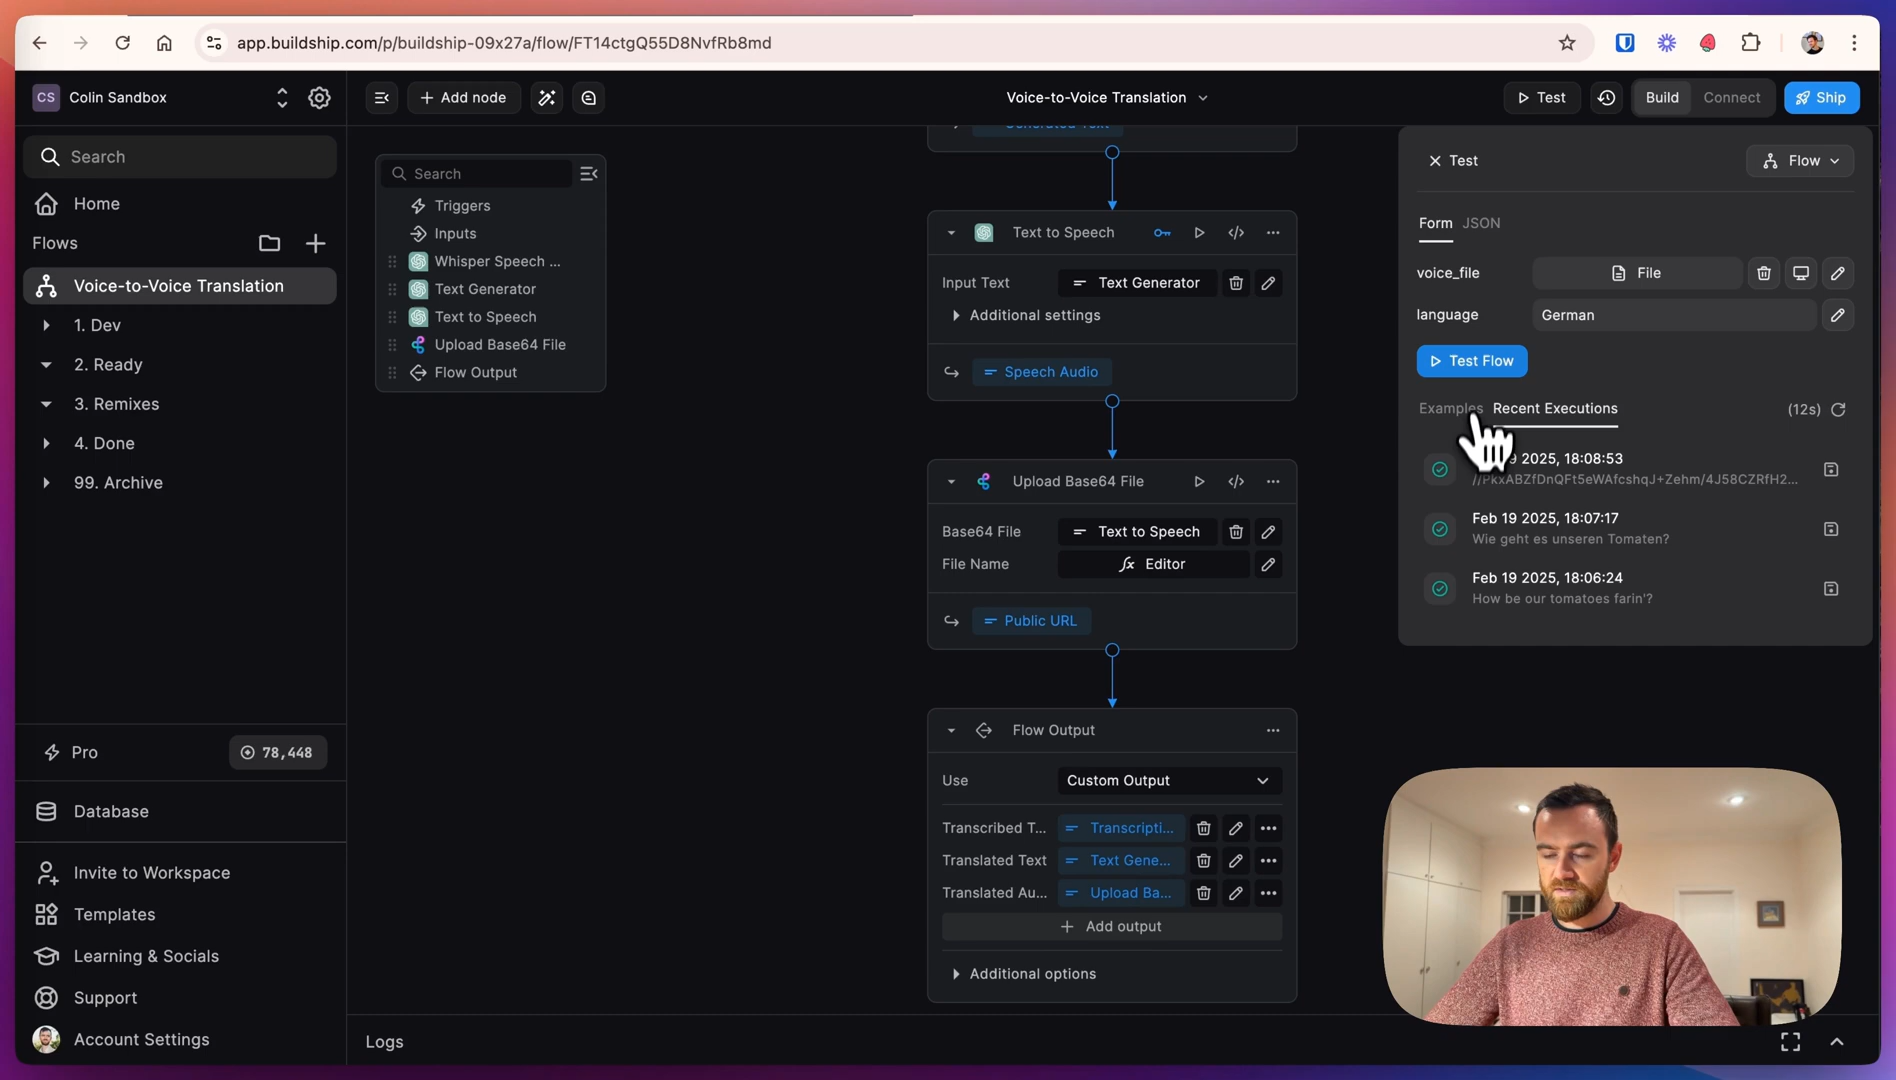 app.buildship.com/p/buildship-09x27a/flow/FT14ctgQ55D8NvfRb8md
CS Colin Sandbox
Add node
Voice-to-Voice Translation
Test
Build
Connect
Ship
Search
Home
Flows
Voice-to-Voice Translation
1. Dev
2. Ready
3. Remixes
4. Done
99. Archive
Pro
78,448
Database
Invite to Workspace
Templates
Learning & Socials
Support
Account Settings
Search
Triggers
Inputs
Whisper Speech ...
Text Generator
Text to Speech
Upload Base64 File
Flow Output
Generated Text
Text to Speech
Input Text
Text Generator
Additional settings
Speech Audio
Upload Base64 File
Base64 File
Text to Speech
File Name
Editor
Public URL
Flow Output
Use
Custom Output
Transcribed T...
Transcripti...
Translated Text
Text Gene...
Translated Au...
Upload Ba...
Add output
Additional options
Test
Flow
Form JSON
voice_file
File
language
German
Test Flow
Examples Recent Executions
(12s)
9 2025, 18:08:53
//PkxABZfDnQFt5eWAfcshqJ+Zehm/4J58CZRfH2...
Feb 19 2025, 18:07:17
Wie geht es unseren Tomaten?
Feb 19 2025, 18:06:24
How be our tomatoes farin'?
Logs